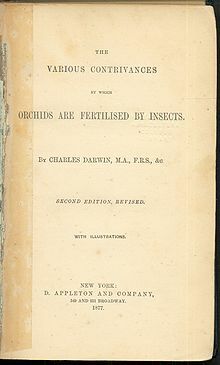 THE
VARIOUS CONTRIVANCES
BY WHICH
ORCHIDS ARE FERTILISED BY INSECTS.
BY CHARLES DARWIN, M.A., F.R.S., &c
SECOND EDITION, REVISED.
WITH ILLUSTRATIONS.
NEW YORK:
D. APPLETON AND COMPANY,
549 AND 551 BROADWAY.
1877.